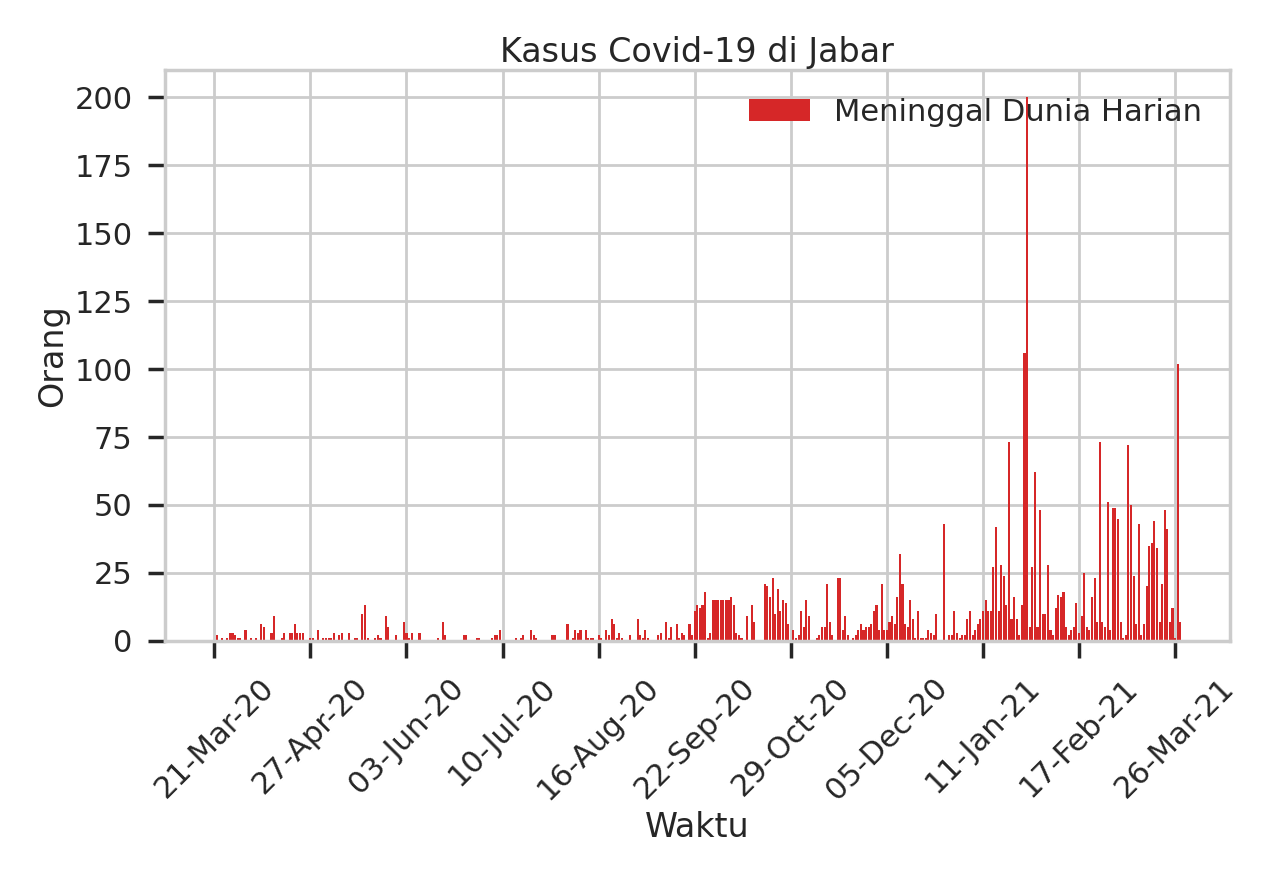 Kasus Covid-19 di Jabar
Meninggal Dunia Harian
Orang
200
175
150
125
100
75
50
25
0
21-Mar-20
27-Apr-20
03-Jun-20
10-Jul-20
16-Aug-20
22-Sep-20
29-Oct-20
05-Dec-20
11-Jan-21
17-Feb-21
26-Mar-21
Waktu